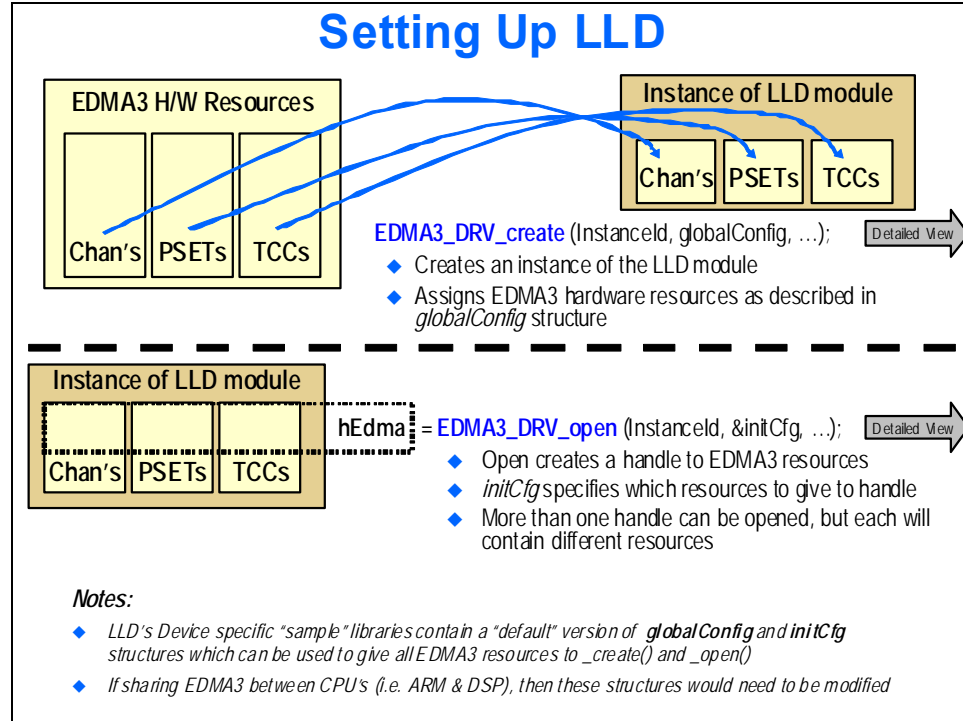 Setting Up LLD
EDMA3 H/W Resources
Chan's PSETs TCCs
Instance of LLD module
Chan's PSETs TCCs
EDMA3_DRV_create (InstanceId, globalConfig, …);
Detailed View
◆ Creates an instance of the LLD module
◆ Assigns EDMA3 hardware resources as described in
globalConfig structure
Instance of LLD module
Chan's PSETs TCCs
hEdma = EDMA3_DRV_open (InstanceId, &initCfg, …);
Detailed View
◆ Open creates a handle to EDMA3 resources
◆ initCfg specifies which resources to give to handle
◆ More than one handle can be opened, but each will
contain different resources
Notes:
◆ LLD's Device specific “sample” libraries contain a “default” version of globalConfig and initCfg
structures which can be used to give all EDMA3 resources to _create() and _open()
◆ If sharing EDMA3 between CPU's (i.e. ARM & DSP), then these structures would need to be modified